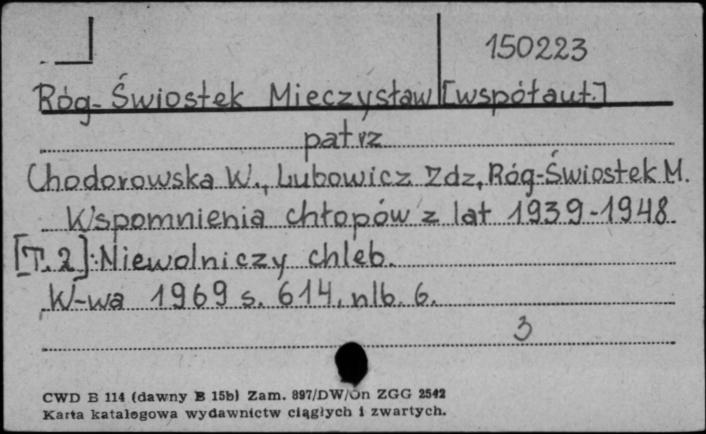 150223
Róg-Świostek Mieczysław [współaut.]
patrz
Chodorowska W., Lubowicz Zdz, Róg-Świostek M.
Wspomnienia chłopów z lat 1939-1948.
[T. 2]: Niewolniczy chleb.
W-wa 1969 s. 614, nlb. 6.
3
CWD B 114 (dawny B 15b) Zam. 897/DW/On ZGG 2542
Karta katalogowa wydawnictw ciągłych i zwartych.